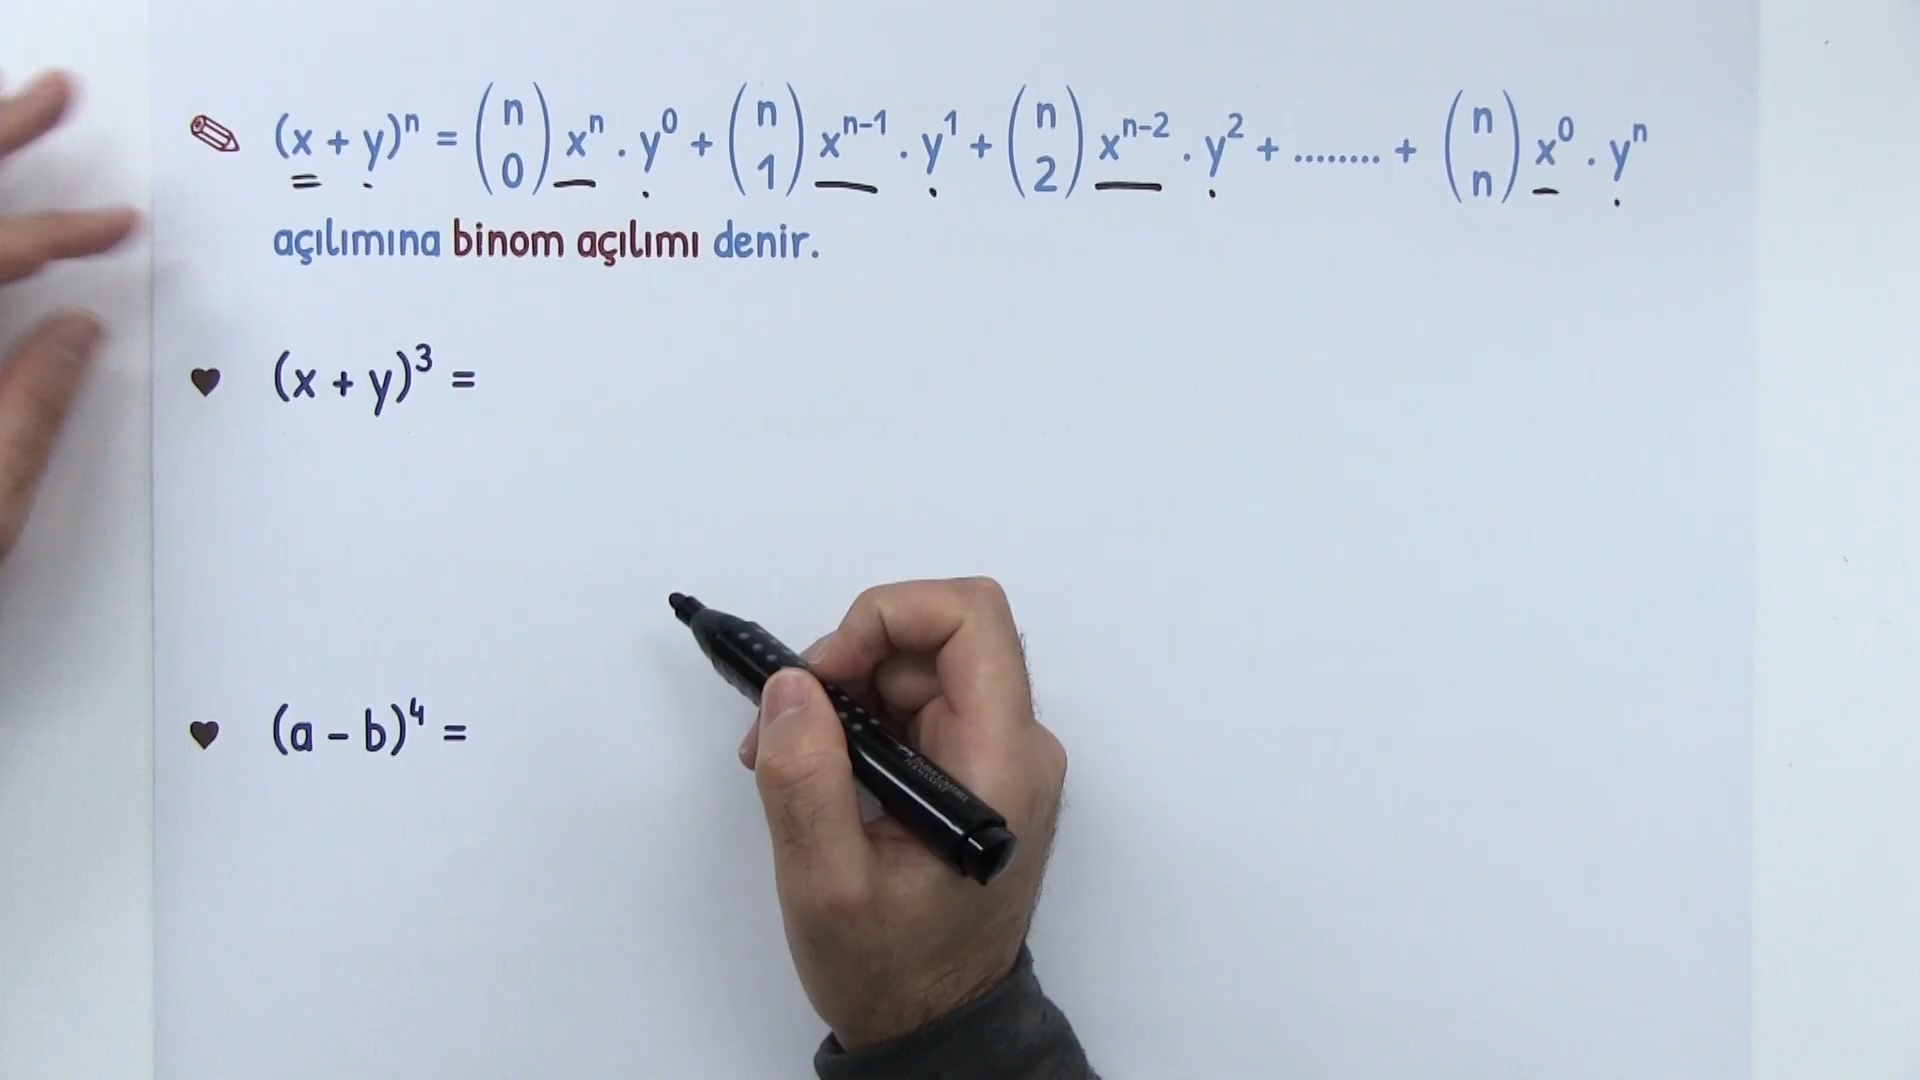 (x + y)ⁿ = (n 0) xⁿ . y⁰ + (n 1) xⁿ⁻¹ . y¹ + (n 2) xⁿ⁻² . y² + ........ + (n n) x⁰ . yⁿ
açılımına binom açılımı denir.
(x + y)³ =
(a - b)⁴ =